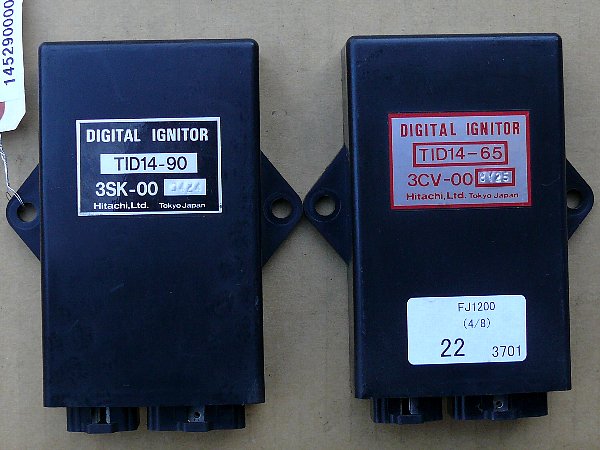 145290000
DIGITAL IGNITOR
TID14-90
3SK-00
Hitachi,Ltd. Tokyo Japan
DIGITAL IGNITOR
TID14-65
3CV-00
Hitachi,Ltd. Tokyo Japan
FJ1200
(4/8)
22 3701